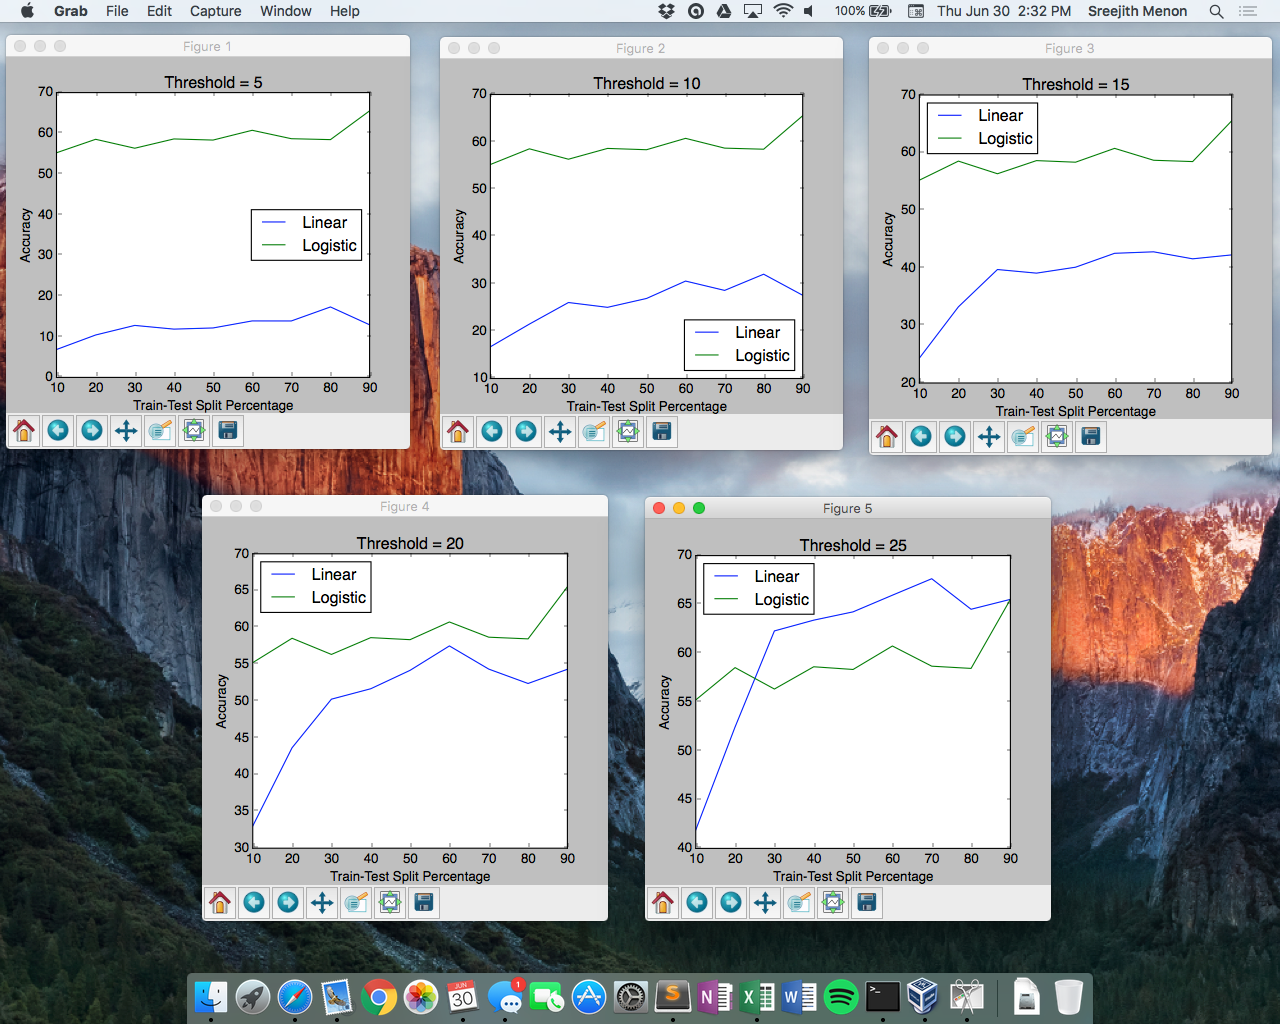 Grab File Edit Capture Window Help 100% Thu Jun 30 2:32 PM Sreejith Menon
Figure 1
Threshold = 5
70
60
50
40
30
20
10
0
Accuracy
Linear
Logistic
10 20 30 40 50 60 70 80 90
Train-Test Split Percentage
Figure 2
Threshold = 10
70
60
50
40
30
20
10
Accuracy
Linear
Logistic
10 20 30 40 50 60 70 80 90
Train-Test Split Percentage
Figure 3
Threshold = 15
70
60
50
40
30
20
Accuracy
Linear
Logistic
10 20 30 40 50 60 70 80 90
Train-Test Split Percentage
Figure 4
Threshold = 20
70
65
60
55
50
45
40
35
30
Accuracy
Linear
Logistic
10 20 30 40 50 60 70 80 90
Train-Test Split Percentage
Figure 5
Threshold = 25
70
65
60
55
50
45
40
Accuracy
Linear
Logistic
10 20 30 40 50 60 70 80 90
Train-Test Split Percentage
JUN
30
1
S
N
X
W
>_